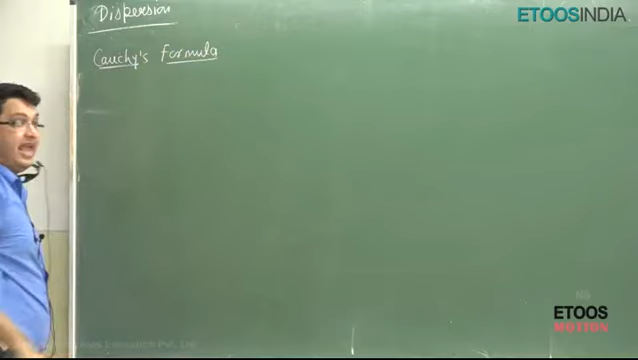 Dispersion
ETOOSINDIA
Cauchy's Formula
ETOOS
MOTION